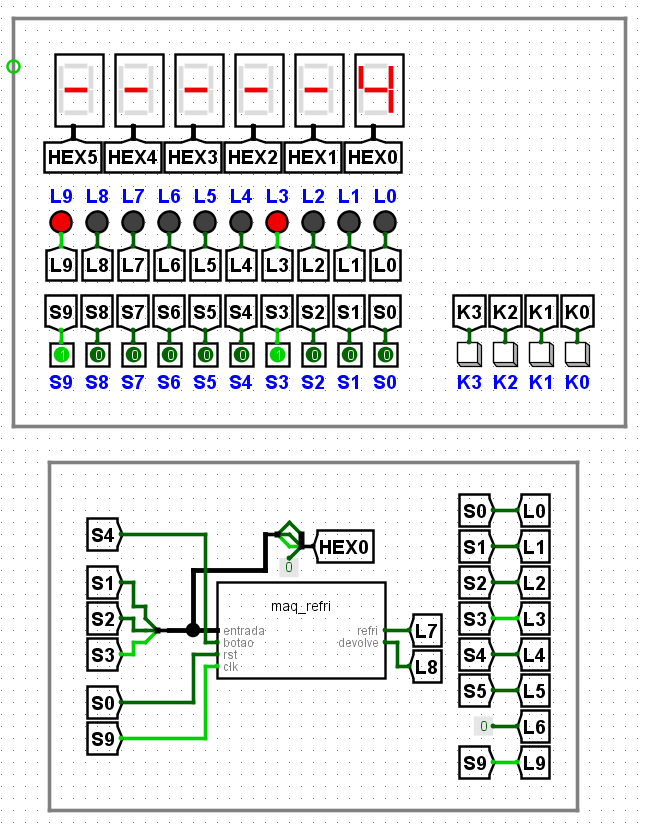 4
HEX5 HEX4 HEX3 HEX2 HEX1 HEX0
L9 L8 L7 L6 L5 L4 L3 L2 L1 L0
L9 L8 L7 L6 L5 L4 L3 L2 L1 L0
S9 S8 S7 S6 S5 S4 S3 S2 S1 S0 K3 K2 K1 K0
1 0 0 0 0 0 1 0 0 0
S9 S8 S7 S6 S5 S4 S3 S2 S1 S0 K3 K2 K1 K0
S4
HEX0
0
S1
S2
S3
S0
S9
maq_refri
entrada
botao
rst
clk
refri
devolve
L7
L8
S0 L0
S1 L1
S2 L2
S3 L3
S4 L4
S5 L5
0 L6
S9 L9